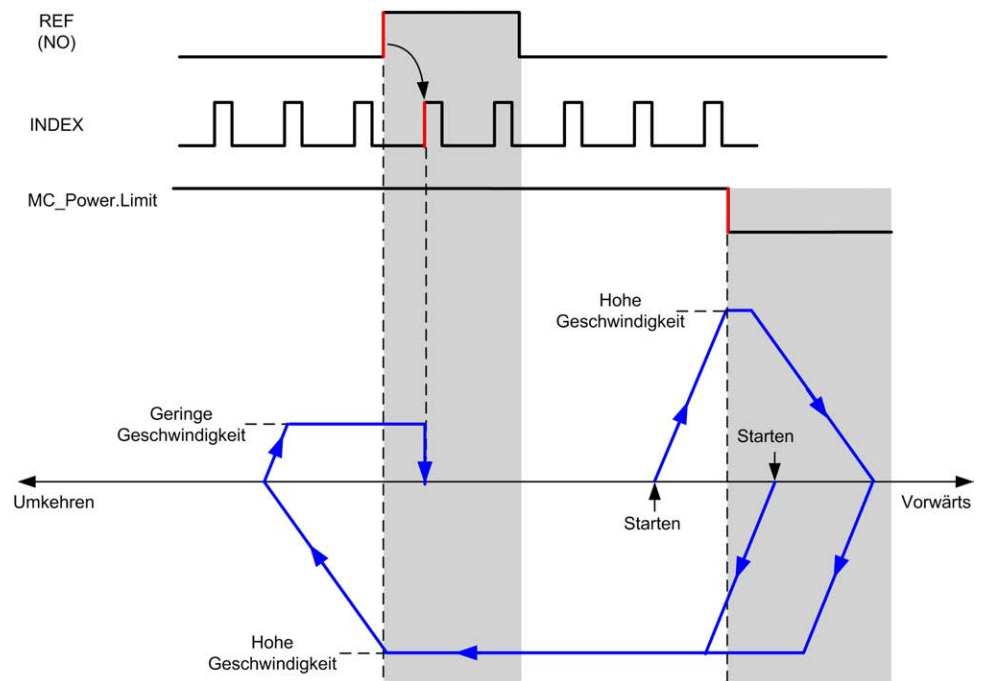 REF
(NO)
INDEX
MC_Power.Limit
Hohe
Geschwindigkeit
Geringe
Geschwindigkeit
Starten
Umkehren
Starten
Vorwärts
Hohe
Geschwindigkeit